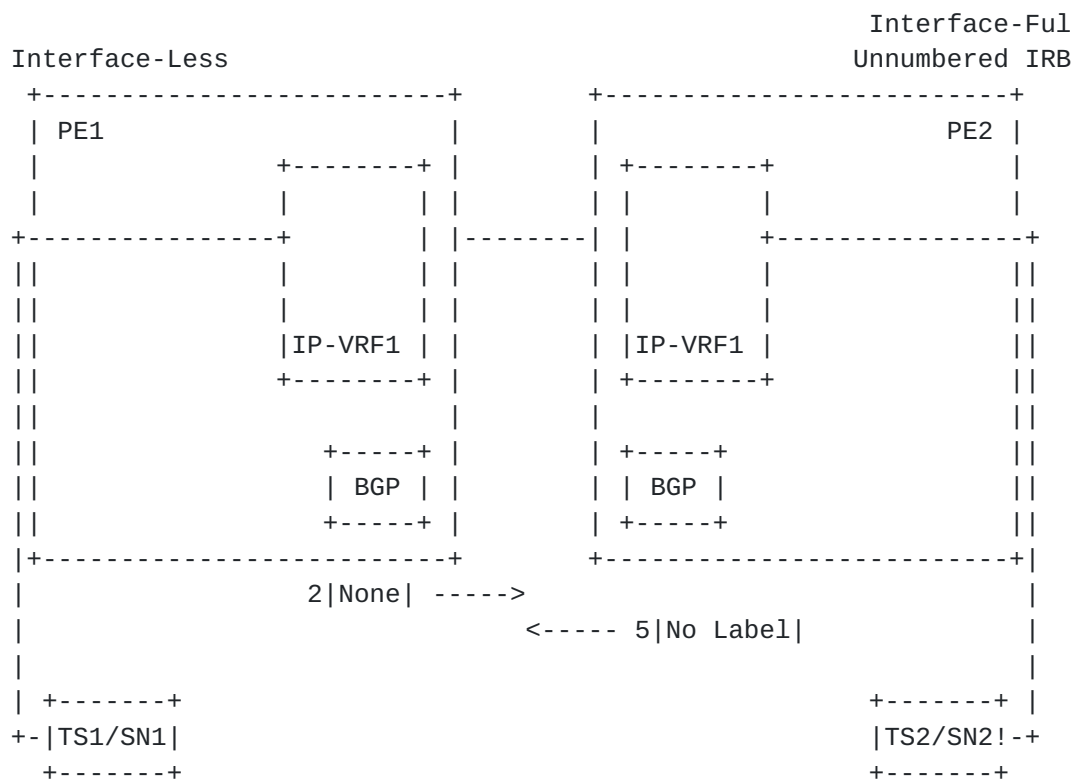 Interface-Ful
Interface-Less Unnumbered IRB
PE1 PE2
IP-VRF1 IP-VRF1
BGP BGP
2|None| ----->
<----- 5|No Label|
TS1/SN1 TS2/SN2!